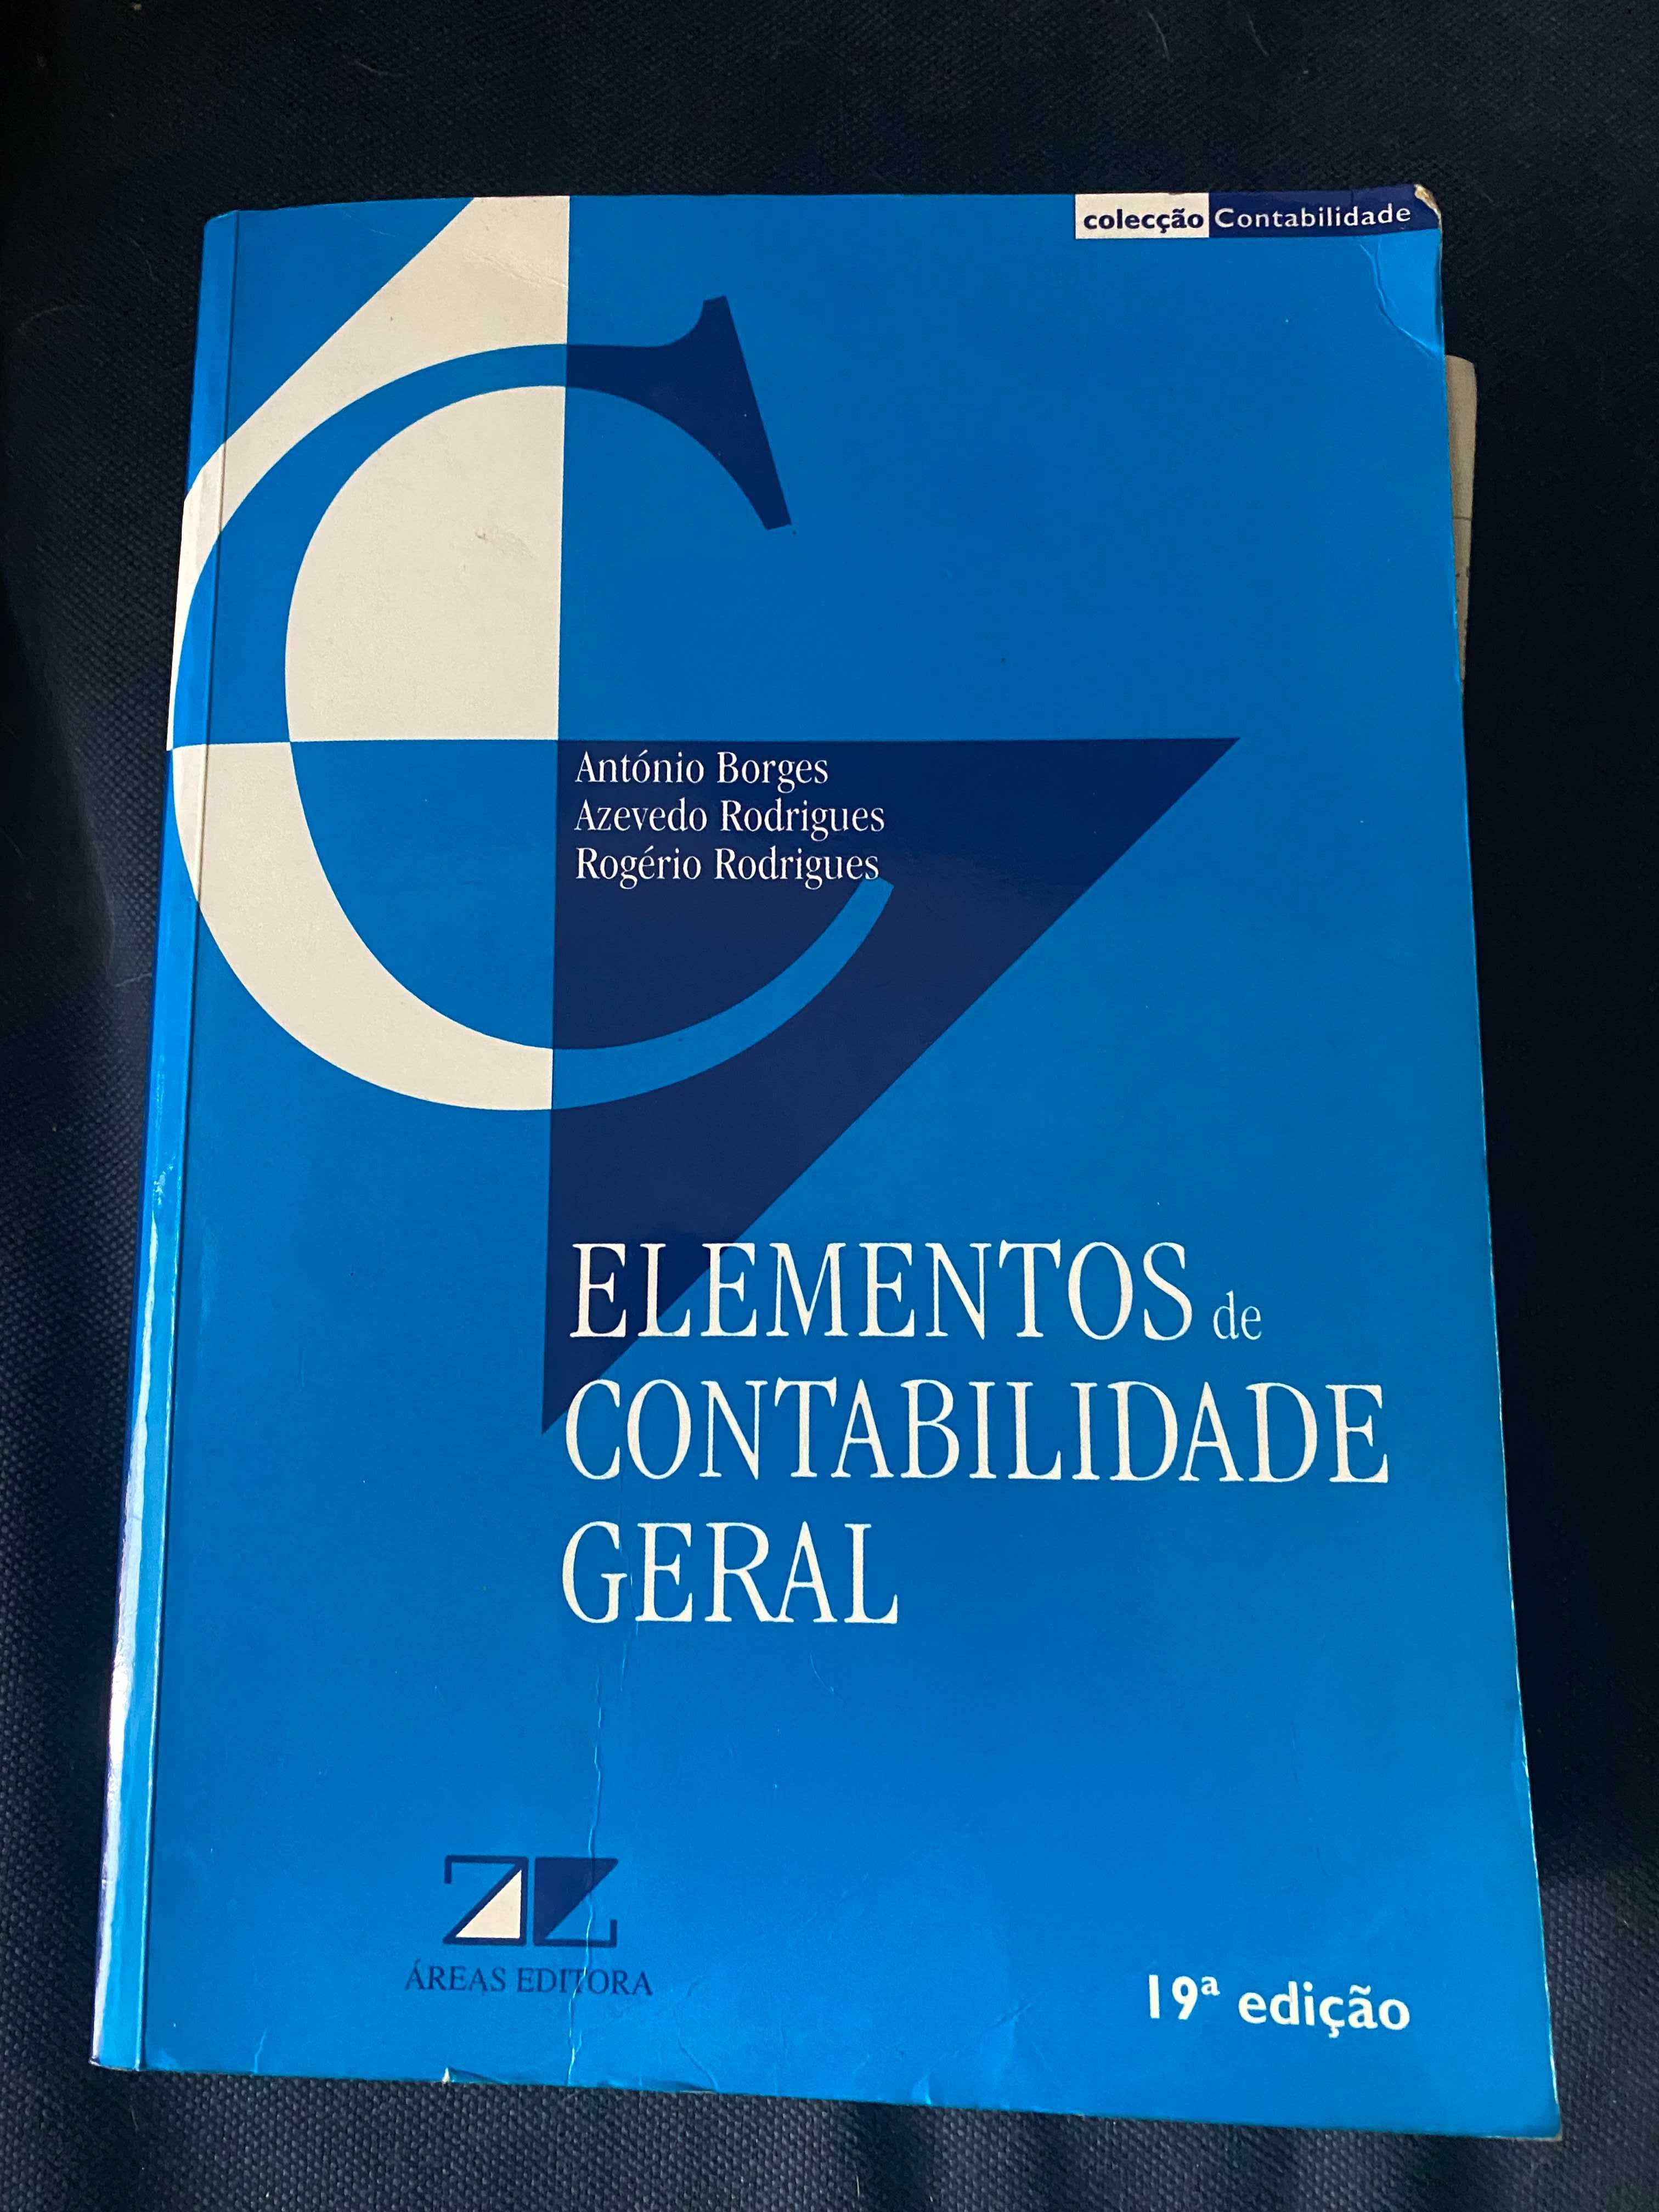 colecção Contabilidade
António Borges
Azevedo Rodrigues
Rogério Rodrigues
ELEMENTOS de
CONTABILIDADE
GERAL
ÁREAS EDITORA
19ª edição